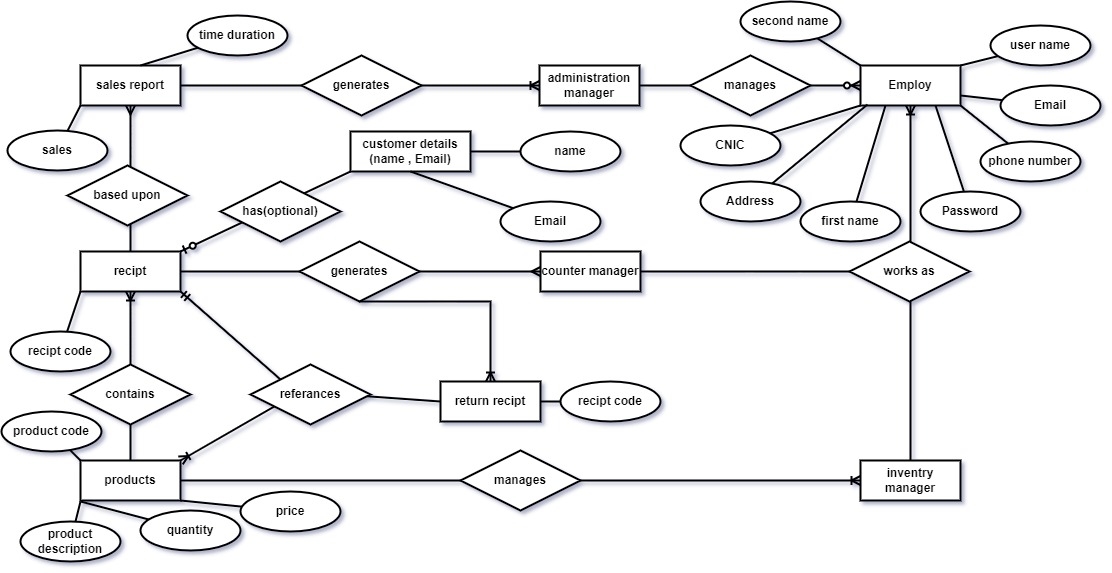 second name
time duration
user name
sales report
generates
administration
manager
manages
Employ
Email
sales
customer details
(name , Email)
name
CNIC
phone number
based upon
has(optional)
Email
Address
first name
Password
recipt
generates
counter manager
works as
recipt code
contains
referances
return recipt
recipt code
product code
products
manages
inventry
manager
price
quantity
product
description